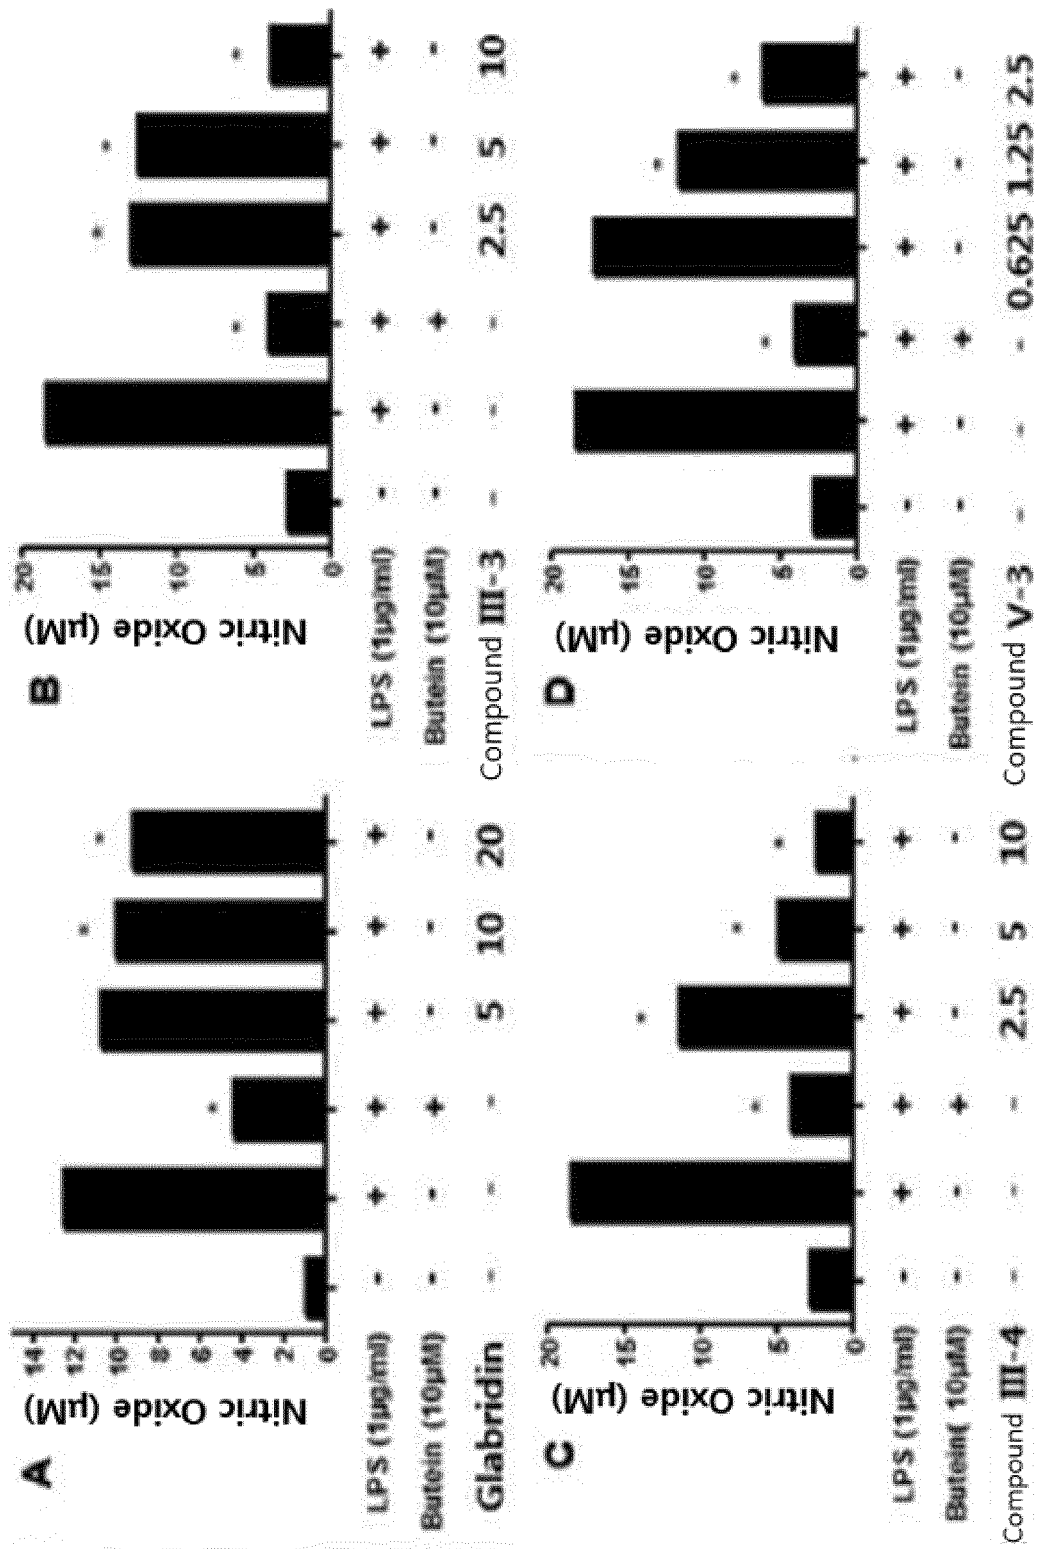 A
Nitric Oxide (µM)
14
12
10
8
6
4
2
0
LPS (1µg/ml) - + + + + +
Butein (10µM) - - + - - -
Glabridin - - - 5 10 20
B
Nitric Oxide (µM)
20
15
10
5
0
LPS (1µg/ml) - + + + + +
Butein (10µM) - - + - - -
Compound III-3 - - - 2.5 5 10
C
Nitric Oxide (µM)
20
15
10
5
0
LPS (1µg/ml) - + + + + +
Butein( 10µM) - - + - - -
Compound III-4 - - - 2.5 5 10
D
Nitric Oxide (µM)
20
15
10
5
0
LPS (1µg/ml) - + + + + +
Butein (10µM) - - + - - -
Compound V-3 - - - 0.625 1.25 2.5